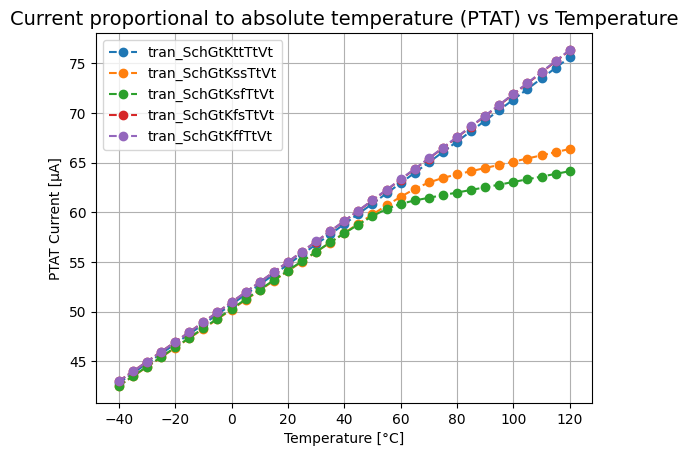 Current proportional to absolute temperature (PTAT) vs Temperature
tran_SchGtKttTtVt
tran_SchGtKssTtVt
tran_SchGtKsfTtVt
tran_SchGtKfsTtVt
tran_SchGtKffTtVt
PTAT Current [μA]
75
70
65
60
55
50
45
−40
−20
0
20
40
60
80
100
120
Temperature [°C]